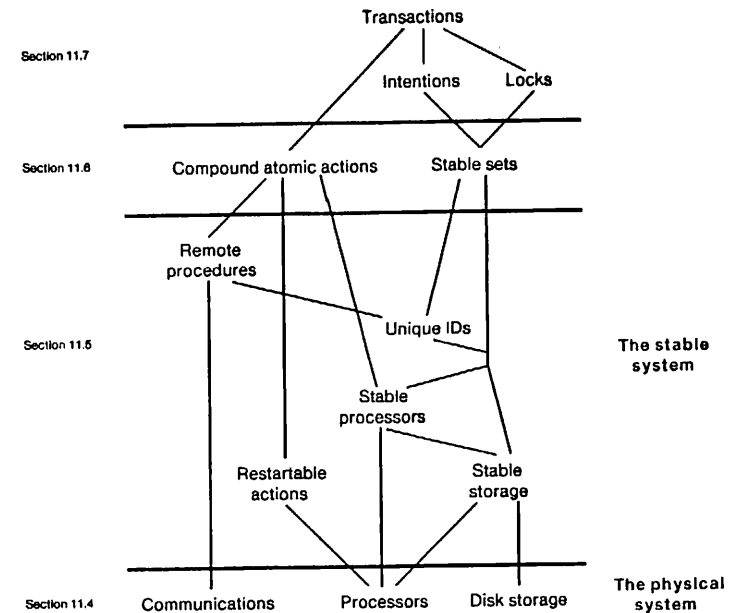 Transactions
Section 11.7
Intentions
Locks
Section 11.6
Compound atomic actions
Stable sets
Remote
procedures
Unique IDs
Section 11.5
The stable
system
Stable
processors
Restartable
actions
Stable
storage
Section 11.4
Communications
Processors
Disk storage
The physical
system